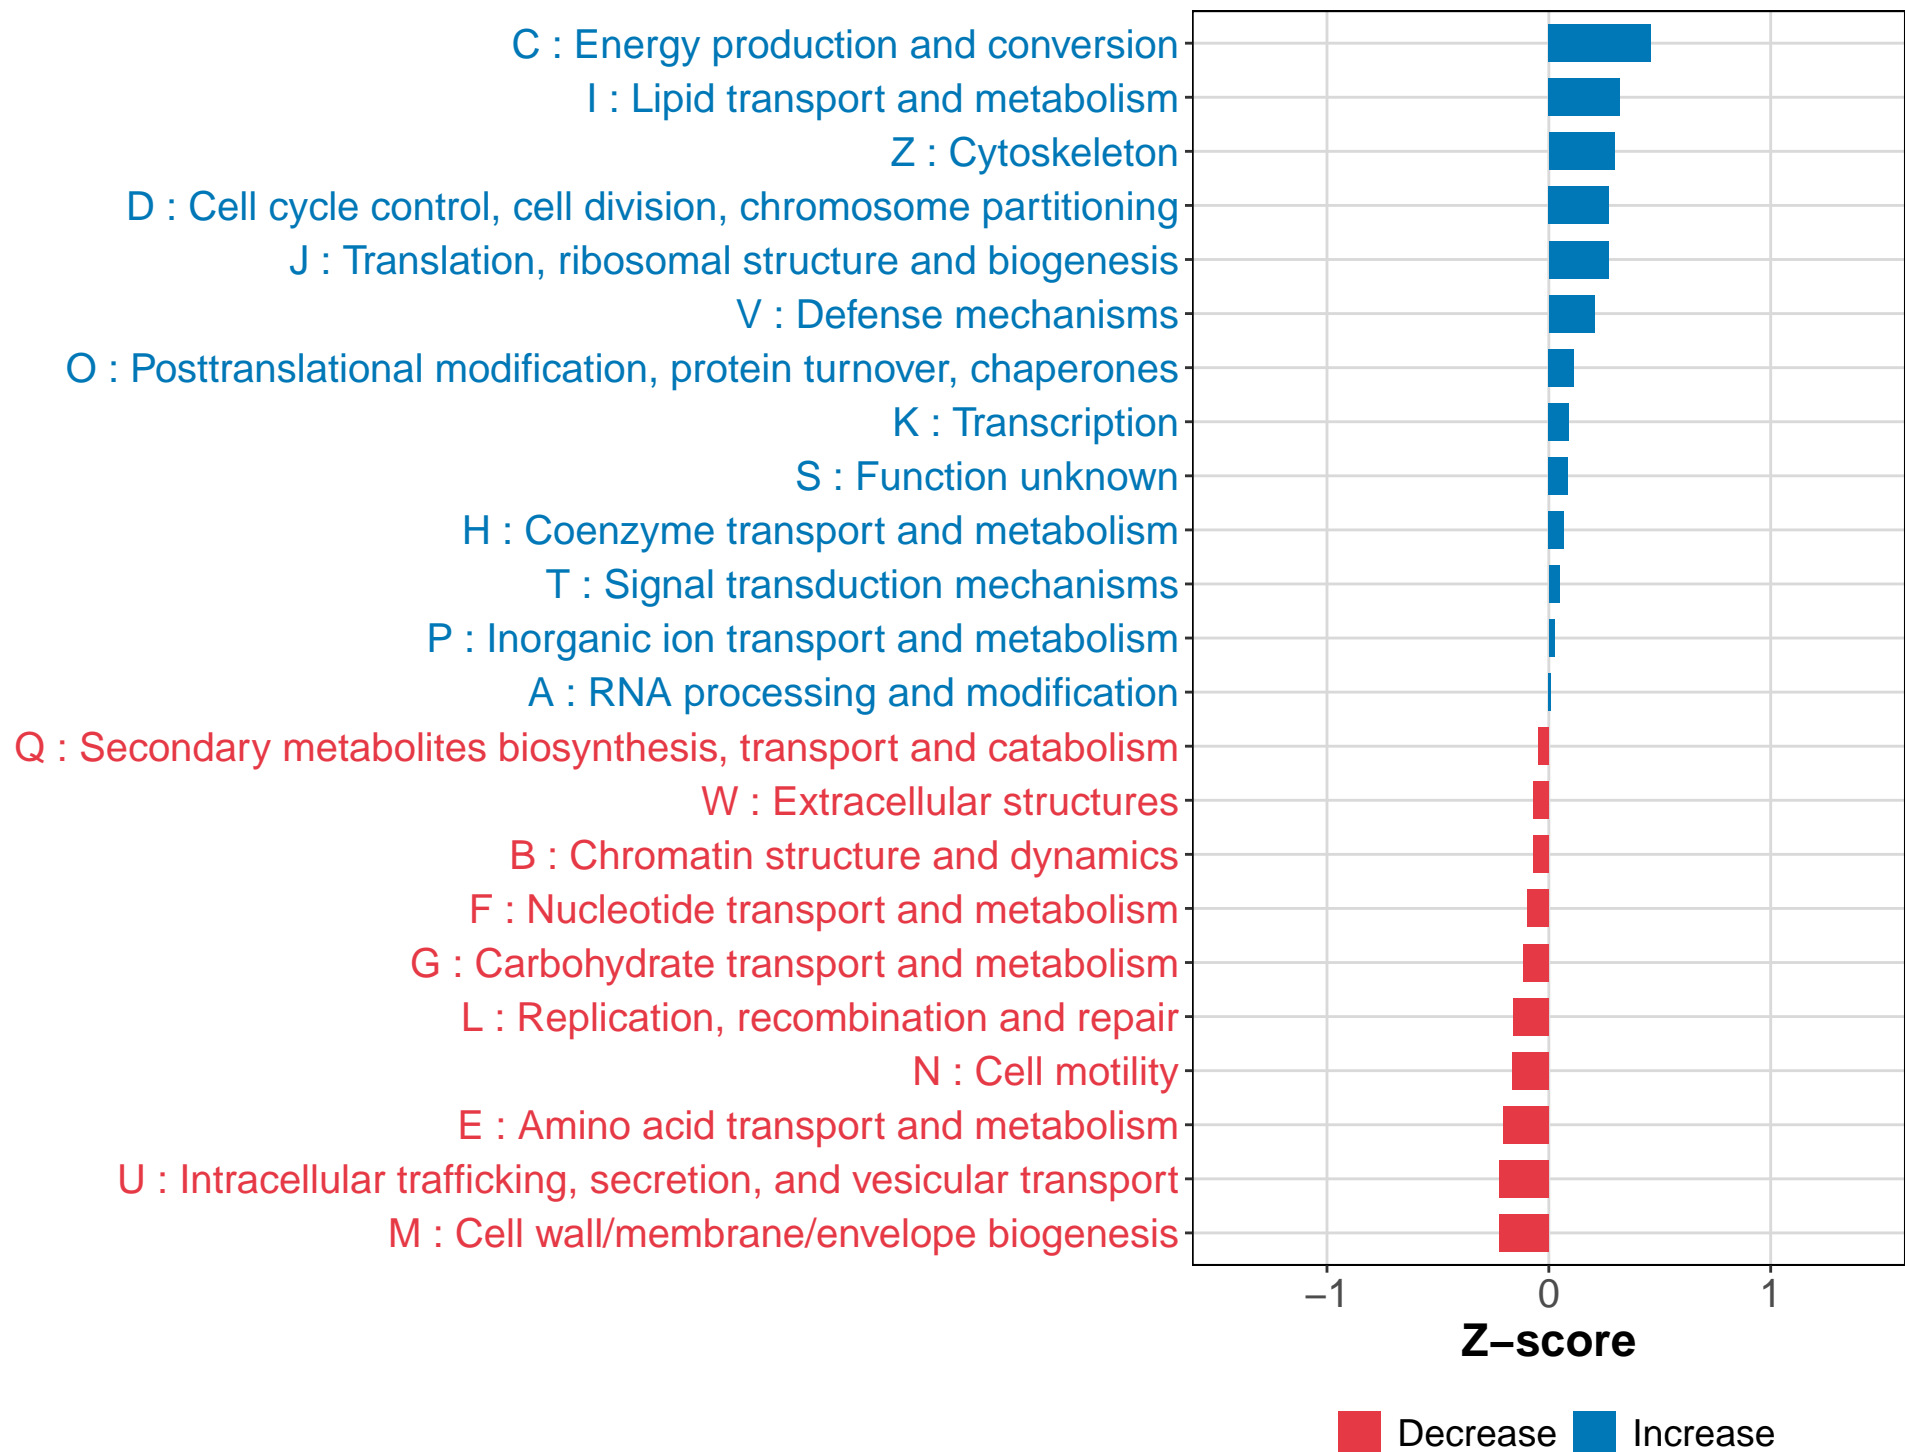 C : Energy production and conversion
I : Lipid transport and metabolism
Z : Cytoskeleton
D : Cell cycle control, cell division, chromosome partitioning
J : Translation, ribosomal structure and biogenesis
V : Defense mechanisms
O : Posttranslational modification, protein turnover, chaperones
K : Transcription
S : Function unknown
H : Coenzyme transport and metabolism
T : Signal transduction mechanisms
P : Inorganic ion transport and metabolism
A : RNA processing and modification
Q : Secondary metabolites biosynthesis, transport and catabolism
W : Extracellular structures
B : Chromatin structure and dynamics
F : Nucleotide transport and metabolism
G : Carbohydrate transport and metabolism
L : Replication, recombination and repair
N : Cell motility
E : Amino acid transport and metabolism
U : Intracellular trafficking, secretion, and vesicular transport
M : Cell wall/membrane/envelope biogenesis
−1 0 1
Z−score
Decrease Increase